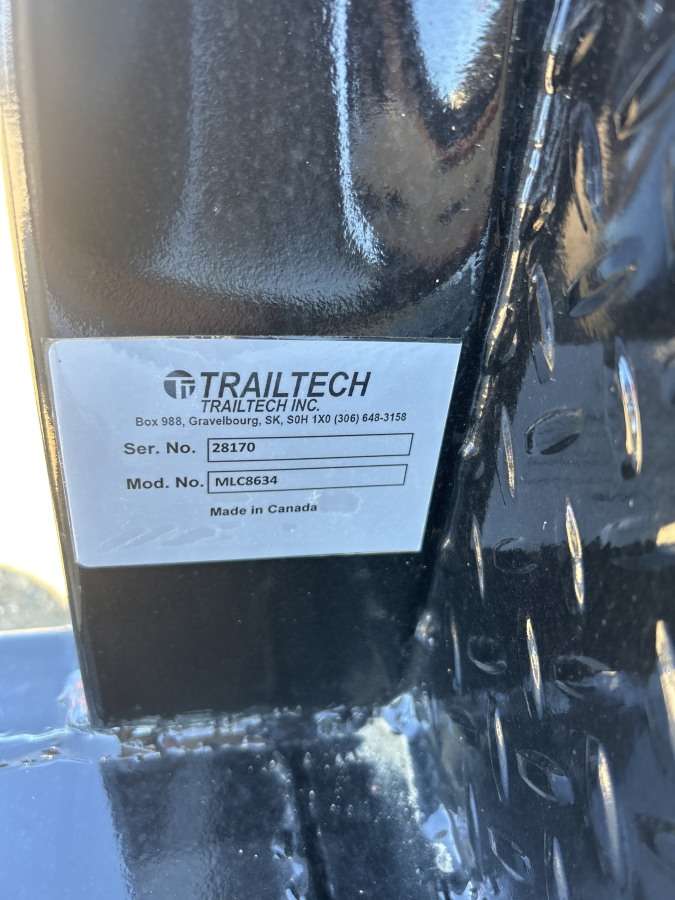 TRAILTECH
TRAILTECH INC.
Box 988, Gravelbourg, SK, S0H 1X0 (306) 648-3158
Ser. No. 28170
Mod. No. MLC8634
Made in Canada